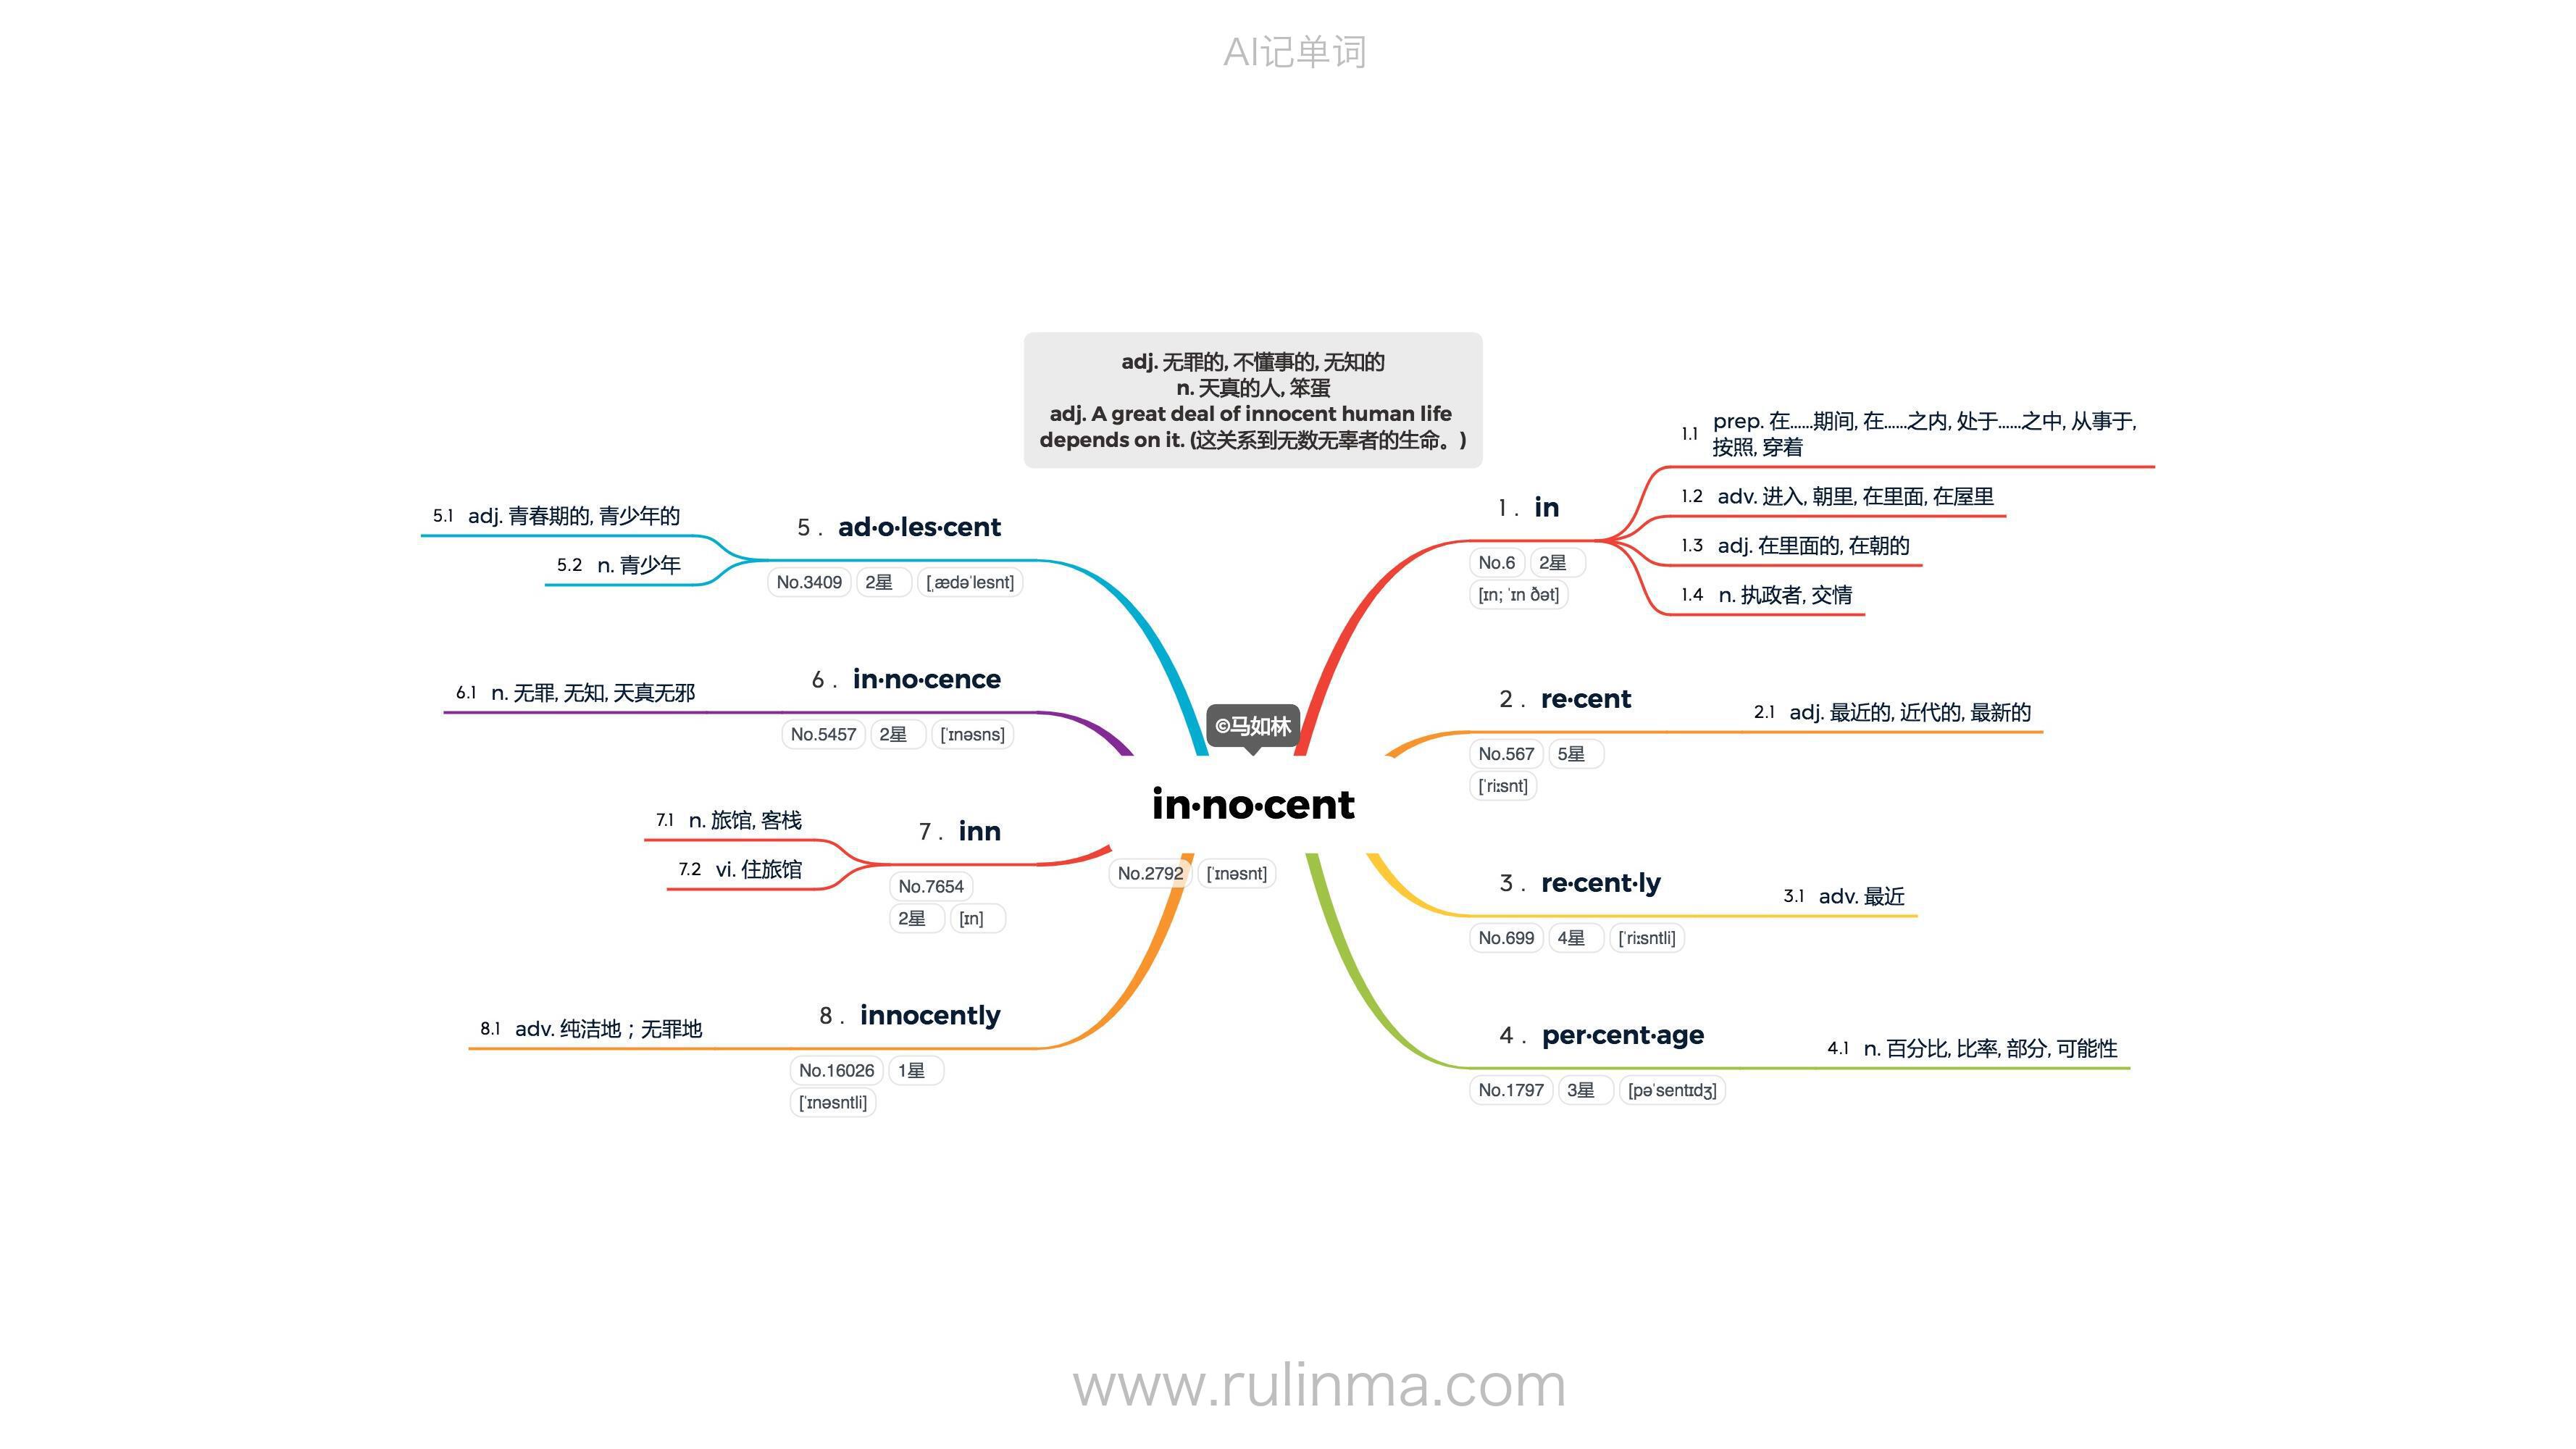 AI记单词
adj. 无罪的, 不懂事的, 无知的
n. 天真的人, 笨蛋
adj. A great deal of innocent human life
depends on it. (这关系到无数无辜者的生命。)
©马如林
in·no·cent
No.2792 [ˈɪnəsnt]
1. in
No.6 2星
[ɪn; ˈɪn ðət]
1.1 prep. 在……期间, 在……之内, 处于……之中, 从事于,
按照, 穿着
1.2 adv. 进入, 朝里, 在里面, 在屋里
1.3 adj. 在里面的, 在朝的
1.4 n. 执政者, 交情
2. re·cent
No.567 5星
[ˈriːsnt]
2.1 adj. 最近的, 近代的, 最新的
3. re·cent·ly
No.699 4星 [ˈriːsntli]
3.1 adv. 最近
4. per·cent·age
No.1797 3星 [pəˈsentɪdʒ]
4.1 n. 百分比, 比率, 部分, 可能性
5. ad·o·les·cent
No.3409 2星 [ˌædəˈlesnt]
5.1 adj. 青春期的, 青少年的
5.2 n. 青少年
6. in·no·cence
No.5457 2星 [ˈɪnəsns]
6.1 n. 无罪, 无知, 天真无邪
7. inn
No.7654
2星 [ɪn]
7.1 n. 旅馆, 客栈
7.2 vi. 住旅馆
8. innocently
No.16026 1星
[ˈɪnəsntli]
8.1 adv. 纯洁地；无罪地
www.rulinma.com